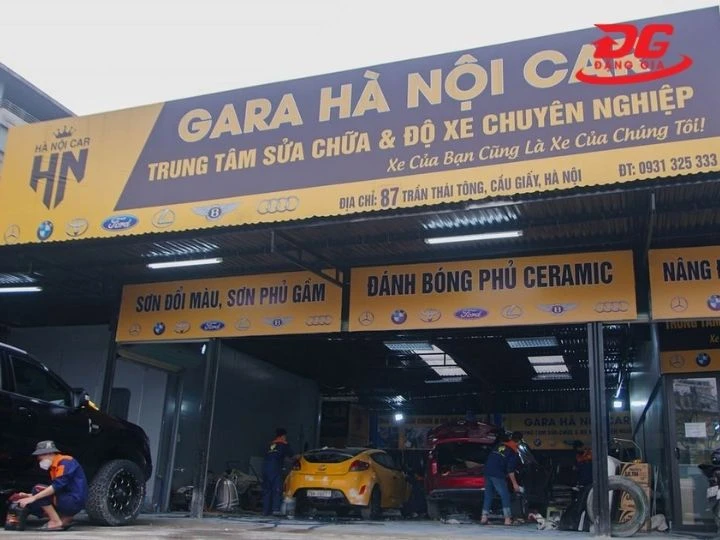 ĐG
ĐĂNG GIA
GARA HÀ NỘI CAR
HÀ NỘI CAR
HN
TRUNG TÂM SỬA CHỮA & ĐỘ XE CHUYÊN NGHIỆP
Xe Của Bạn Cũng Là Xe Của Chúng Tôi!
ĐỊA CHỈ: 87 TRẦN THÁI TÔNG, CẦU GIẤY, HÀ NỘI
ĐT: 0931 325 333
Ford
B
SƠN ĐỔI MÀU, SƠN PHỦ GẦM
ĐÁNH BÓNG PHỦ CERAMIC
NÂNG
Ford
Ford
TRUNG TÂM
GARA HÀ NỘI